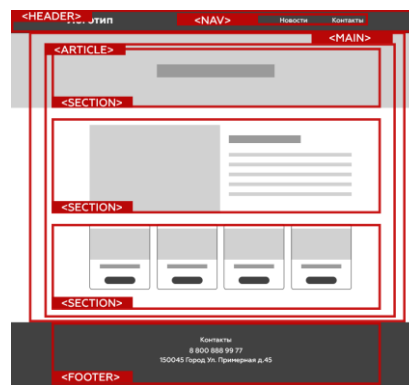 <HEADER> Логотип <NAV> Новости Контакты
<MAIN>
<ARTICLE>
<SECTION>
<SECTION>
<SECTION>
Контакты
8 800 888 99 77
150045 Город Ул. Примерная д.45
<FOOTER>